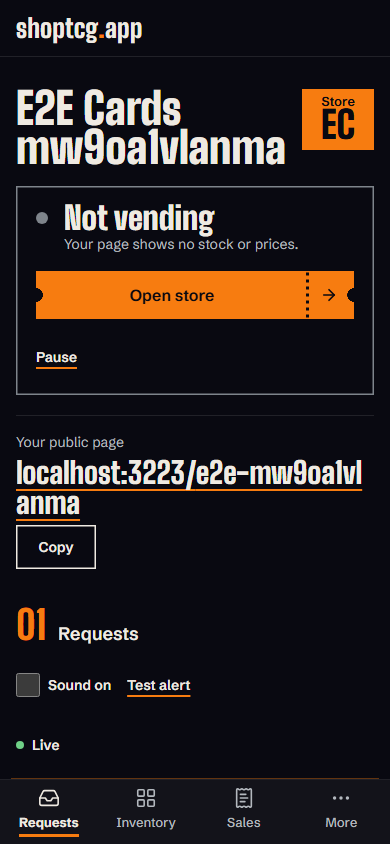 shoptcg.app
E2E Cards
mw9oa1vlanma
Store
EC
Not vending
Your page shows no stock or prices.
Open store
Pause
Your public page
localhost:3223/e2e-mw9oa1vl
anma
Copy
01 Requests
Sound on Test alert
Live
Requests Inventory Sales More